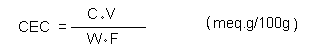 CEC = C.V / W.F (meq.g/100g)